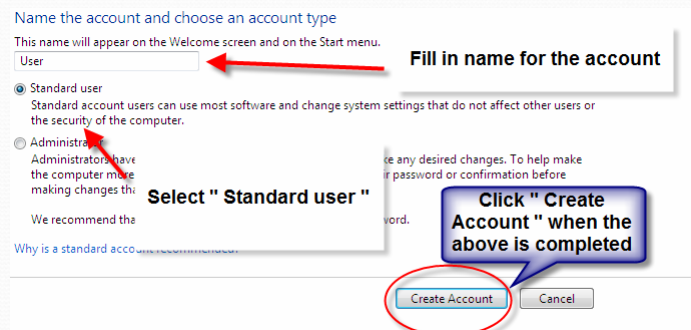 Name the account and choose an account type
This name will appear on the Welcome screen and on the Start menu.
User
Fill in name for the account
Standard user
Standard account users can use most software and change system settings that do not affect other users or
the security of the computer.
Administrator
Administrators have
e any desired changes. To help make
the computer more
ir password or confirmation before
making changes tha
Select " Standard user "
We recommend tha
word.
Click " Create
Account " when the
above is completed
Why is a standard account recommended?
Create Account
Cancel